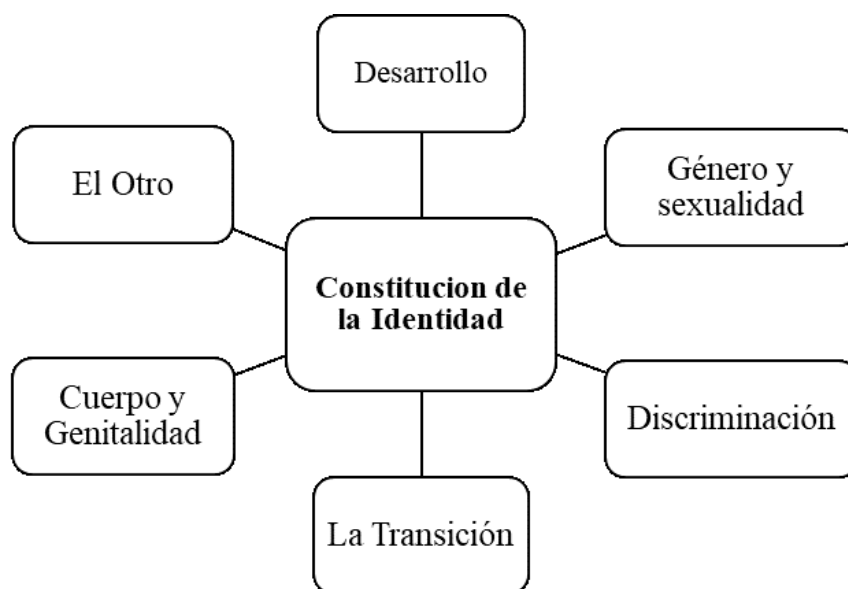 Desarrollo
El Otro
Género y
sexualidad
Constitucion de
la Identidad
Cuerpo y
Genitalidad
Discriminación
La Transición